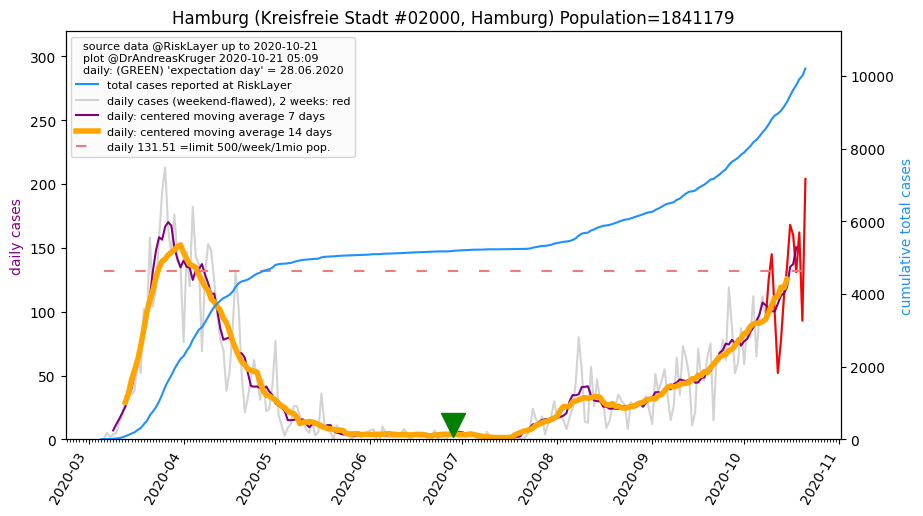 Hamburg (Kreisfreie Stadt #02000, Hamburg) Population=1841179
source data @RiskLayer up to 2020-10-21
plot @DrAndreasKruger 2020-10-21 05:09
daily: (GREEN) 'expectation day' = 28.06.2020
total cases reported at RiskLayer
daily cases (weekend-flawed), 2 weeks: red
daily: centered moving average 7 days
daily: centered moving average 14 days
daily 131.51 =limit 500/week/1mio pop.
daily cases
300
250
200
150
100
50
0
cumulative total cases
10000
8000
6000
4000
2000
0
2020-03
2020-04
2020-05
2020-06
2020-07
2020-08
2020-09
2020-10
2020-11